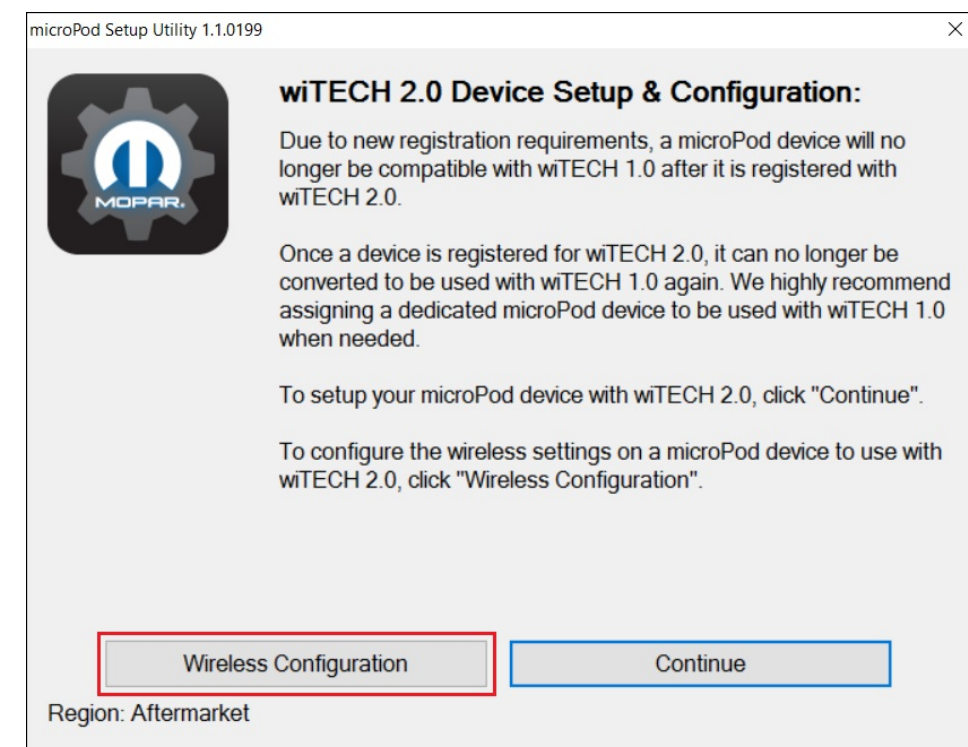 microPod Setup Utility 1.1.0199
wiTECH 2.0 Device Setup & Configuration:
Due to new registration requirements, a microPod device will no
longer be compatible with wiTECH 1.0 after it is registered with
wiTECH 2.0.
Once a device is registered for wiTECH 2.0, it can no longer be
converted to be used with wiTECH 1.0 again. We highly recommend
assigning a dedicated microPod device to be used with wiTECH 1.0
when needed.
To setup your microPod device with wiTECH 2.0, click "Continue".
To configure the wireless settings on a microPod device to use with
wiTECH 2.0, click "Wireless Configuration".
MOPAR.
Wireless Configuration
Continue
Region: Aftermarket